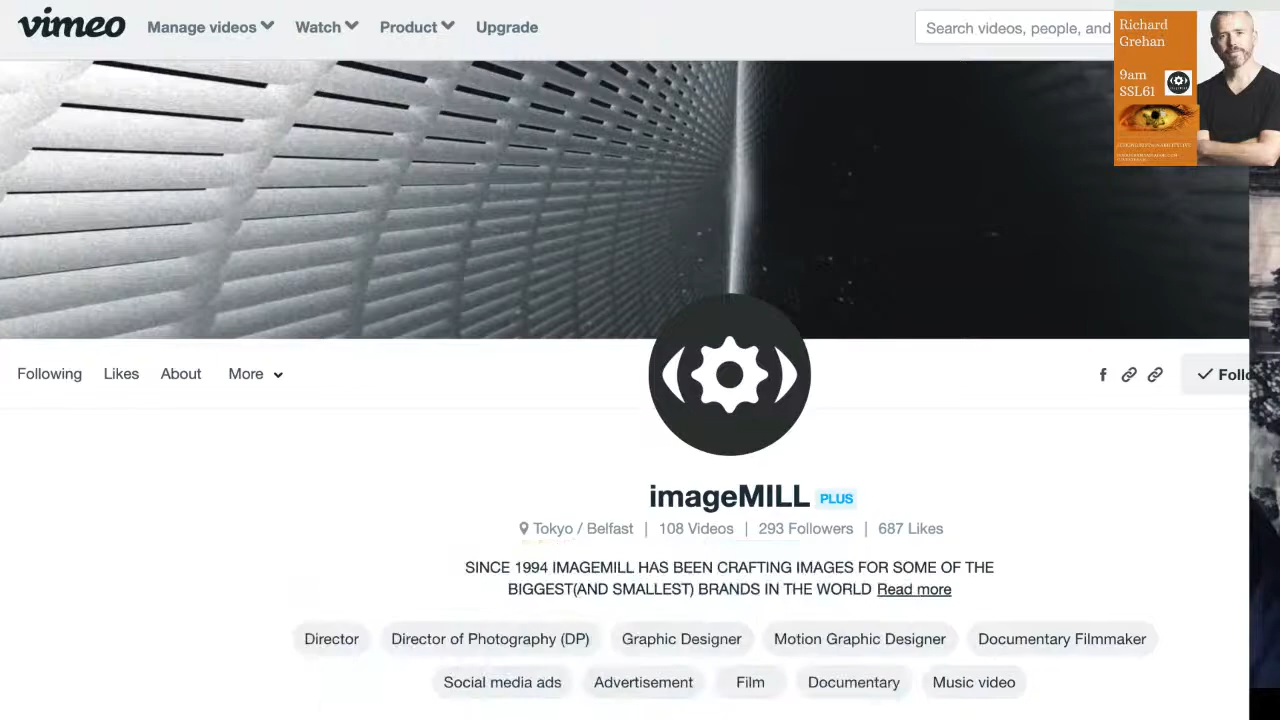 vimeo
Manage videos
Watch
Product
Upgrade
Search videos, people, and
Richard
Grehan
9am
SSL61
Following
Likes
About
More
f
Follo
imageMILL PLUS
Tokyo / Belfast | 108 Videos | 293 Followers | 687 Likes
SINCE 1994 IMAGEMILL HAS BEEN CRAFTING IMAGES FOR SOME OF THE
BIGGEST(AND SMALLEST) BRANDS IN THE WORLD Read more
Director
Director of Photography (DP)
Graphic Designer
Motion Graphic Designer
Documentary Filmmaker
Social media ads
Advertisement
Film
Documentary
Music video